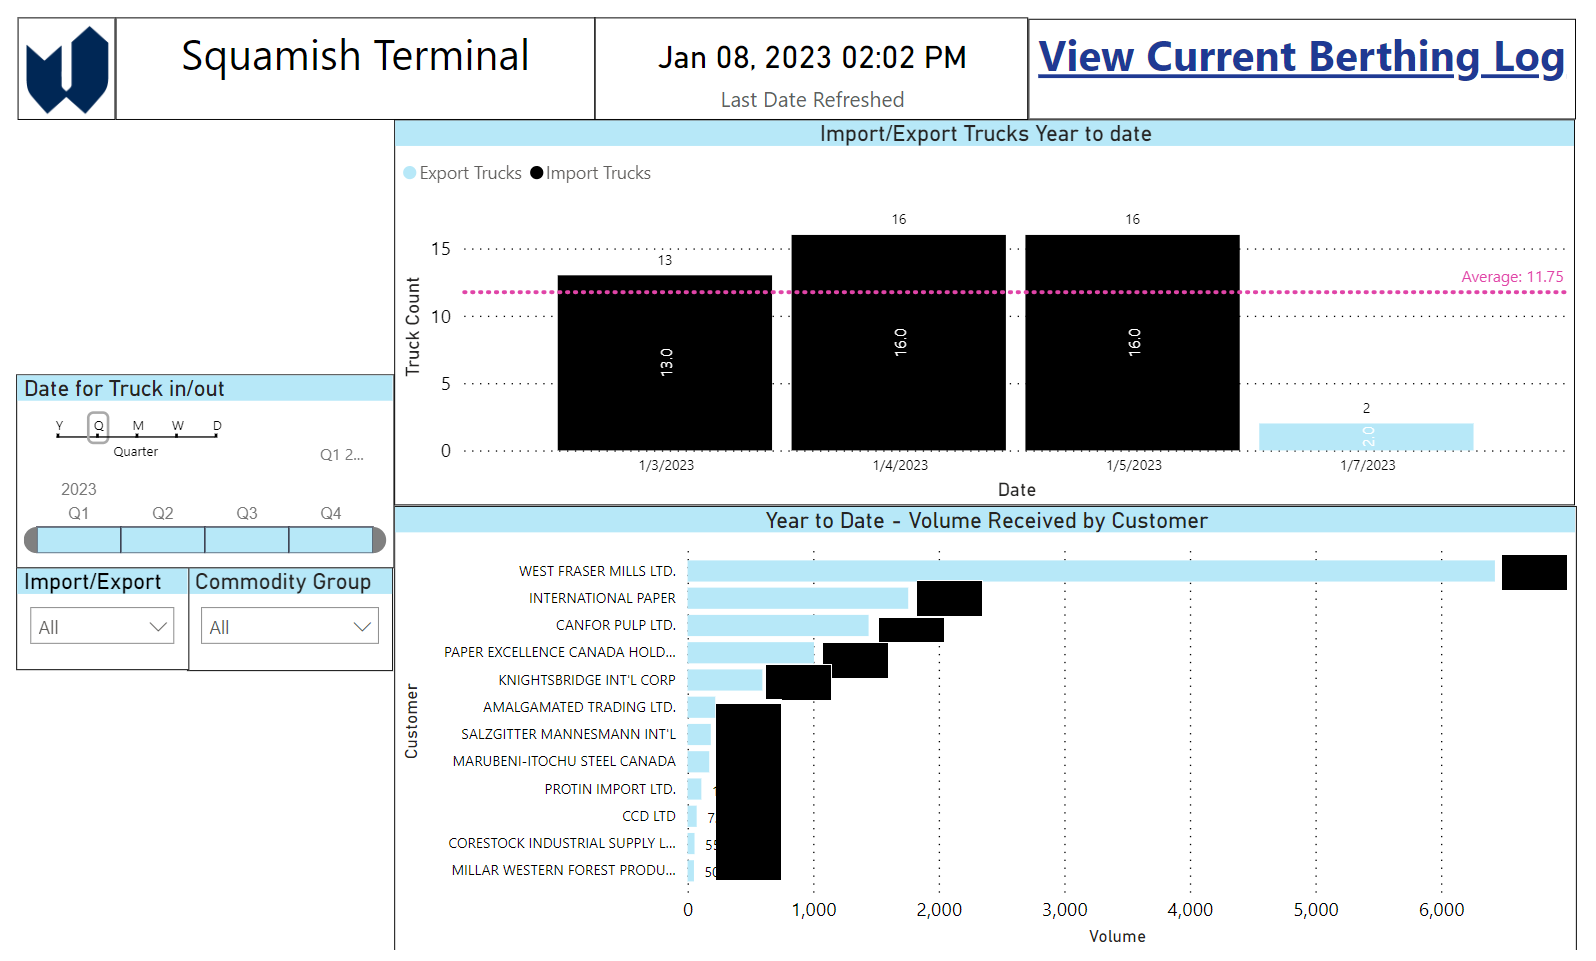 Squamish Terminal
Jan 08, 2023 02:02 PM
Last Date Refreshed
View Current Berthing Log
Import/Export Trucks Year to date
Export Trucks Import Trucks
Truck Count
15
10
5
0
13
16
16
2
13.0
16.0
16.0
2.0
Average: 11.75
1/3/2023 1/4/2023 1/5/2023 1/7/2023
Date
Date for Truck in/out
Y Q M W D
Quarter
Q1 2...
2023
Q1 Q2 Q3 Q4
Import/Export
All
Commodity Group
All
Year to Date - Volume Received by Customer
Customer
WEST FRASER MILLS LTD.
INTERNATIONAL PAPER
CANFOR PULP LTD.
PAPER EXCELLENCE CANADA HOLD...
KNIGHTSBRIDGE INT'L CORP
AMALGAMATED TRADING LTD.
SALZGITTER MANNESMANN INT'L
MARUBENI-ITOCHU STEEL CANADA
PROTIN IMPORT LTD.
CCD LTD
CORESTOCK INDUSTRIAL SUPPLY L...
MILLAR WESTERN FOREST PRODU...
0 1,000 2,000 3,000 4,000 5,000 6,000
Volume